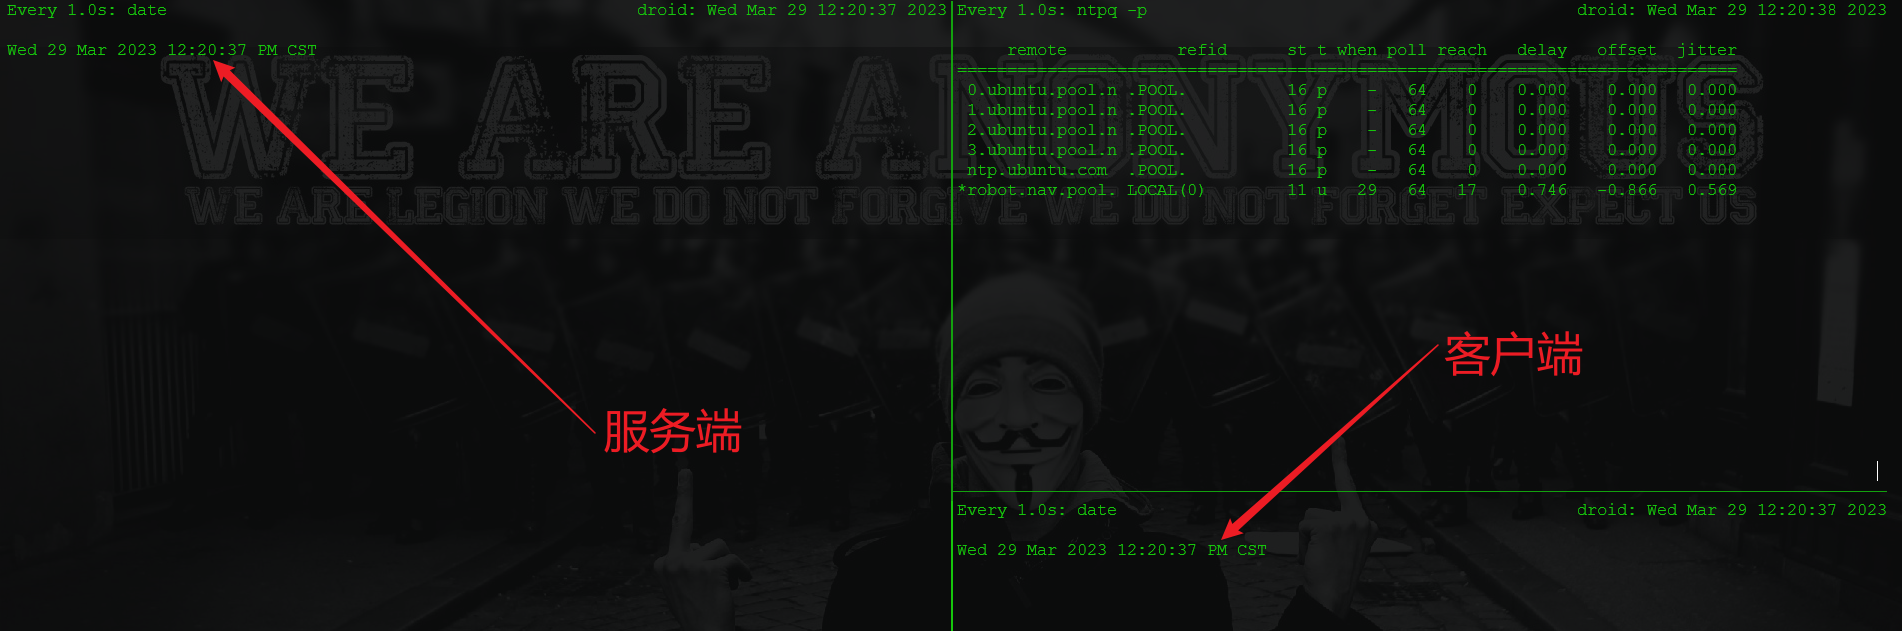 Every 1.0s: date droid: Wed Mar 29 12:20:37 2023
Wed 29 Mar 2023 12:20:37 PM CST
服务端
Every 1.0s: ntpq -p droid: Wed Mar 29 12:20:38 2023
remote refid st t when poll reach delay offset jitter
==============================================================================
0.ubuntu.pool.n .POOL. 16 p - 64 0 0.000 0.000 0.000
1.ubuntu.pool.n .POOL. 16 p - 64 0 0.000 0.000 0.000
2.ubuntu.pool.n .POOL. 16 p - 64 0 0.000 0.000 0.000
3.ubuntu.pool.n .POOL. 16 p - 64 0 0.000 0.000 0.000
ntp.ubuntu.com .POOL. 16 p - 64 0 0.000 0.000 0.000
*robot.nav.pool. LOCAL(0) 11 u 29 64 17 0.746 -0.866 0.569
客户端
Every 1.0s: date droid: Wed Mar 29 12:20:37 2023
Wed 29 Mar 2023 12:20:37 PM CST
WE ARE ANONYMOUS
WE ARE LEGION WE DO NOT FORGIVE WE DO NOT FORGET EXPECT US